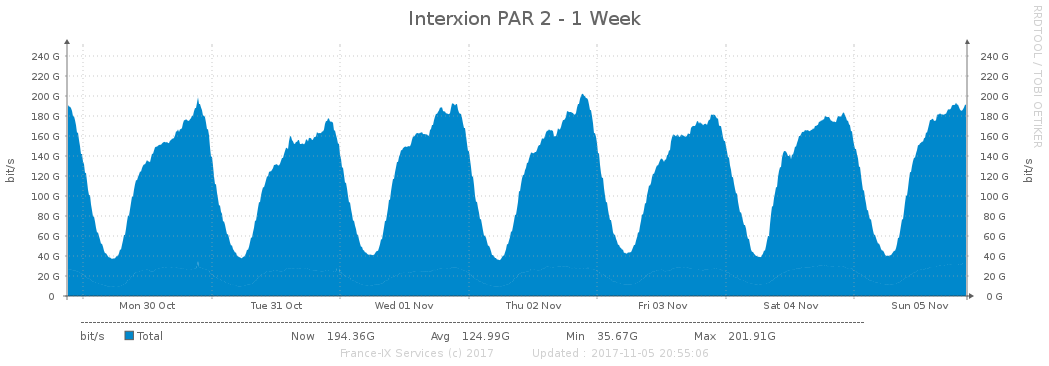 Interxion PAR 2 - 1 Week
RRDTOOL / TOBI OETIKER
bit/s
240 G
220 G
200 G
180 G
160 G
140 G
120 G
100 G
80 G
60 G
40 G
20 G
0
240 G
220 G
200 G
180 G
160 G
140 G
120 G
100 G
80 G
60 G
40 G
20 G
0 G
bit/s
Mon 30 Oct Tue 31 Oct Wed 01 Nov Thu 02 Nov Fri 03 Nov Sat 04 Nov Sun 05 Nov
bit/s Total Now 194.36G Avg 124.99G Min 35.67G Max 201.91G
France-IX Services (c) 2017 Updated : 2017-11-05 20:55:06